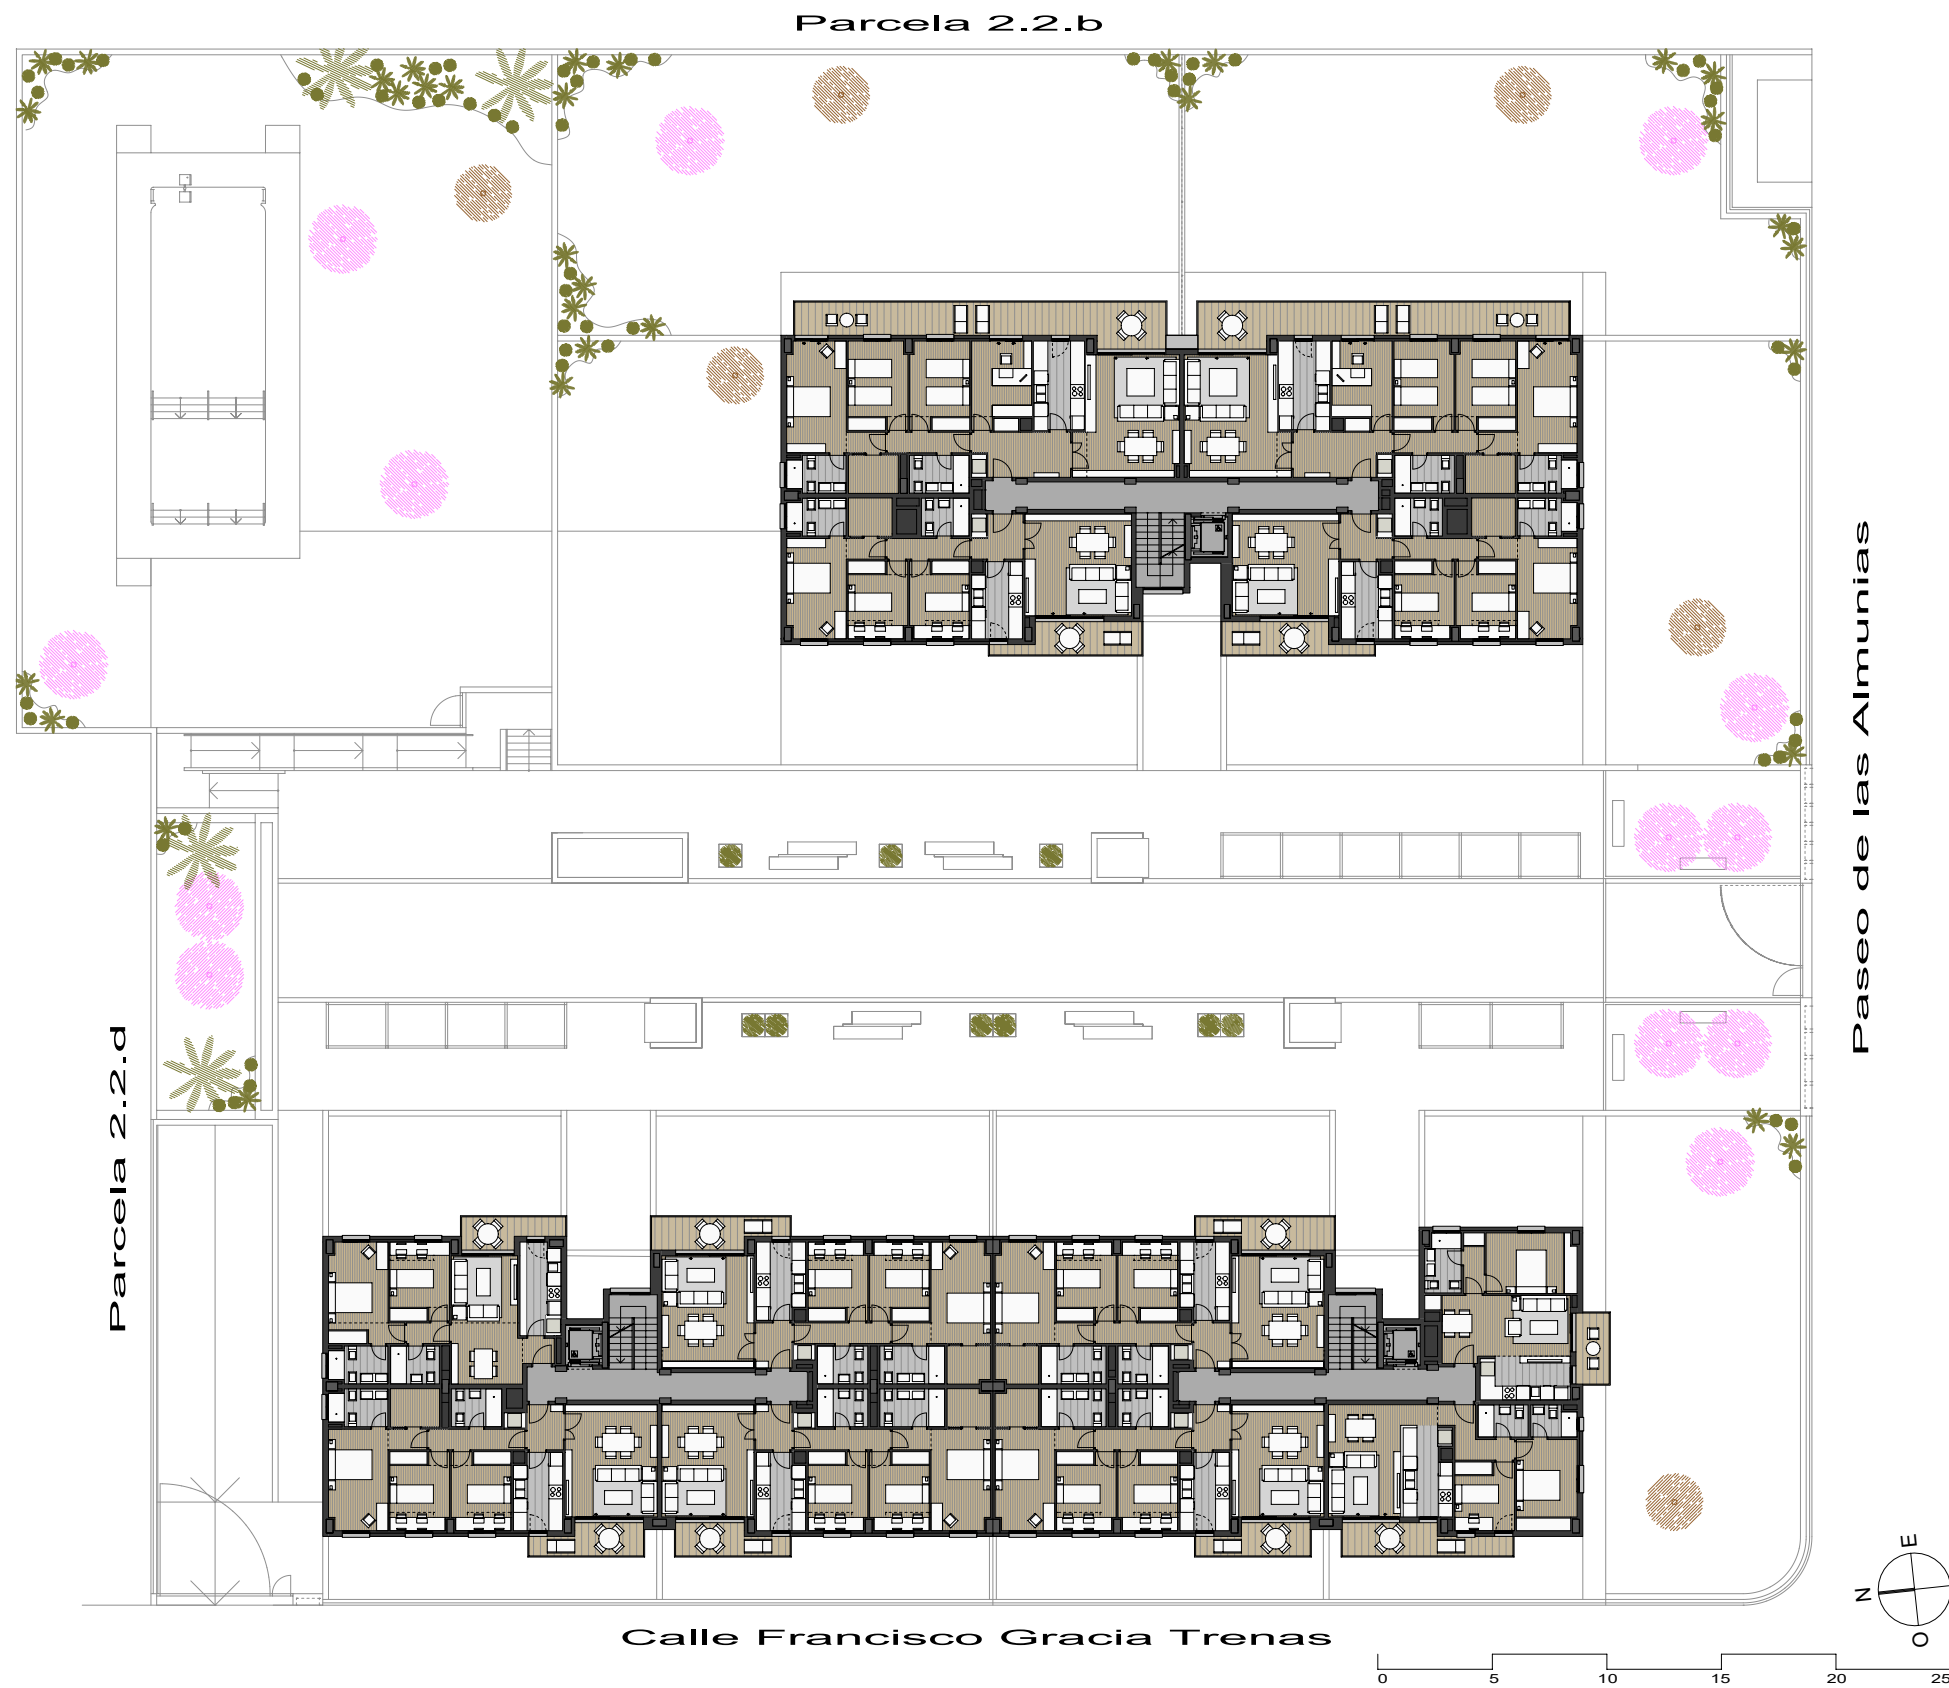 Parcela 2.2.b
Paseo de las Almunias
Parcela 2.2.d
Calle Francisco Gracia Trenas
E
N
O
0 5 10 15 20 25